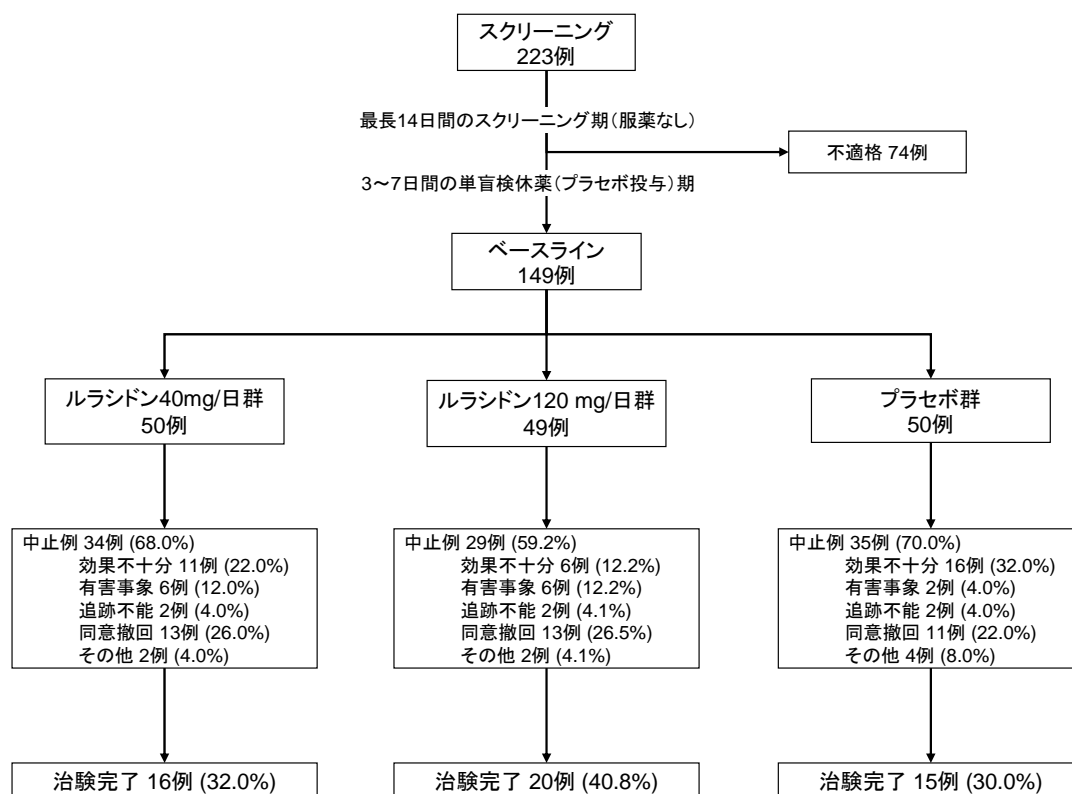 スクリーニング
223例
最長14日間のスクリーニング期(服薬なし)
不適格 74例
3～7日間の単盲検休薬(プラセボ投与)期
ベースライン
149例
ルラシドン40mg/日群
50例
ルラシドン120 mg/日群
49例
プラセボ群
50例
中止例 34例 (68.0%)
効果不十分 11例 (22.0%)
有害事象 6例 (12.0%)
追跡不能 2例 (4.0%)
同意撤回 13例 (26.0%)
その他 2例 (4.0%)
中止例 29例 (59.2%)
効果不十分 6例 (12.2%)
有害事象 6例 (12.2%)
追跡不能 2例 (4.1%)
同意撤回 13例 (26.5%)
その他 2例 (4.1%)
中止例 35例 (70.0%)
効果不十分 16例 (32.0%)
有害事象 2例 (4.0%)
追跡不能 2例 (4.0%)
同意撤回 11例 (22.0%)
その他 4例 (8.0%)
治験完了 16例 (32.0%)
治験完了 20例 (40.8%)
治験完了 15例 (30.0%)